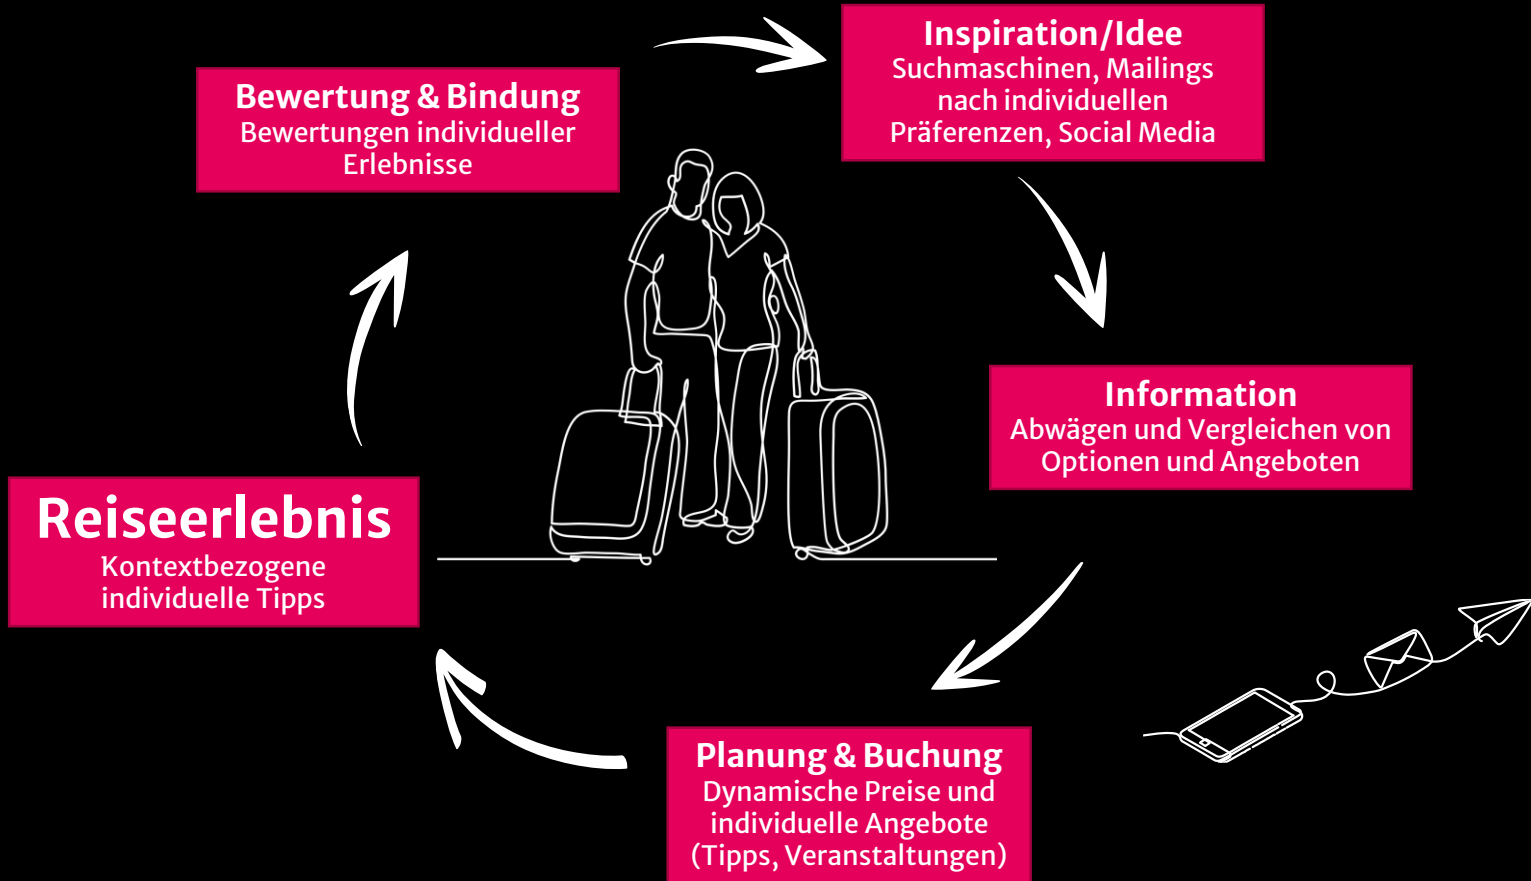 Inspiration/Idee
Suchmaschinen, Mailings
nach individuellen
Präferenzen, Social Media
Bewertung & Bindung
Bewertungen individueller
Erlebnisse
Information
Abwägen und Vergleichen von
Optionen und Angeboten
Reiseerlebnis
Kontextbezogene
individuelle Tipps
Planung & Buchung
Dynamische Preise und
individuelle Angebote
(Tipps, Veranstaltungen)